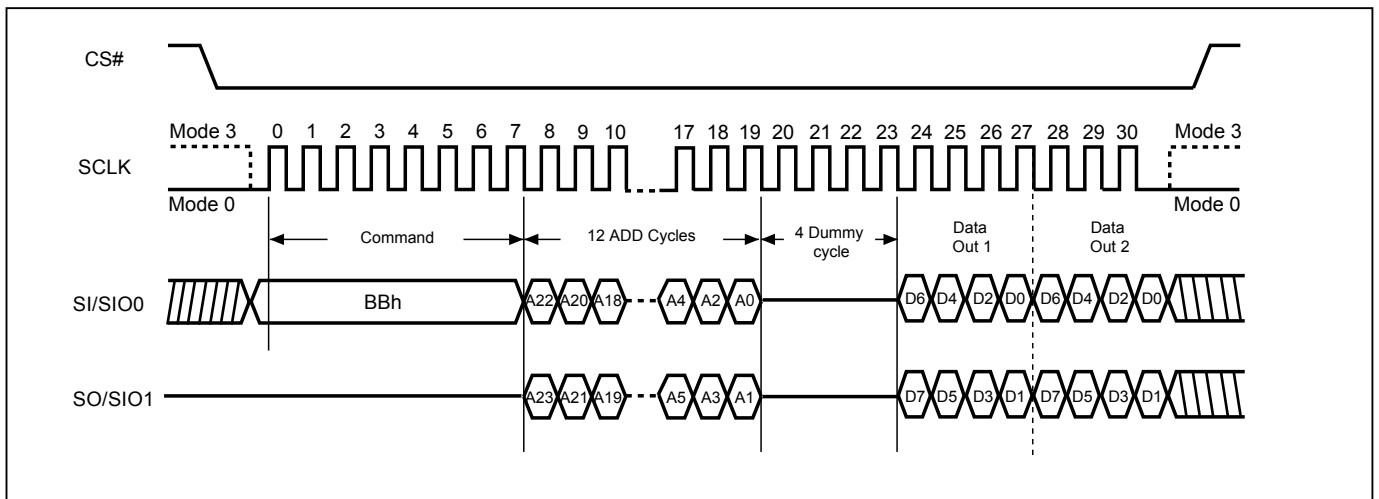 CS#
Mode 3 0 1 2 3 4 5 6 7 8 9 10 17 18 19 20 21 22 23 24 25 26 27 28 29 30 Mode 3
SCLK
Mode 0 Mode 0
Command 12 ADD Cycles 4 Dummy cycle Data Out 1 Data Out 2
SI/SIO0 BBh A22 A20 A18 A4 A2 A0 D6 D4 D2 D0 D6 D4 D2 D0
SO/SIO1 A23 A21 A19 A5 A3 A1 D7 D5 D3 D1 D7 D5 D3 D1